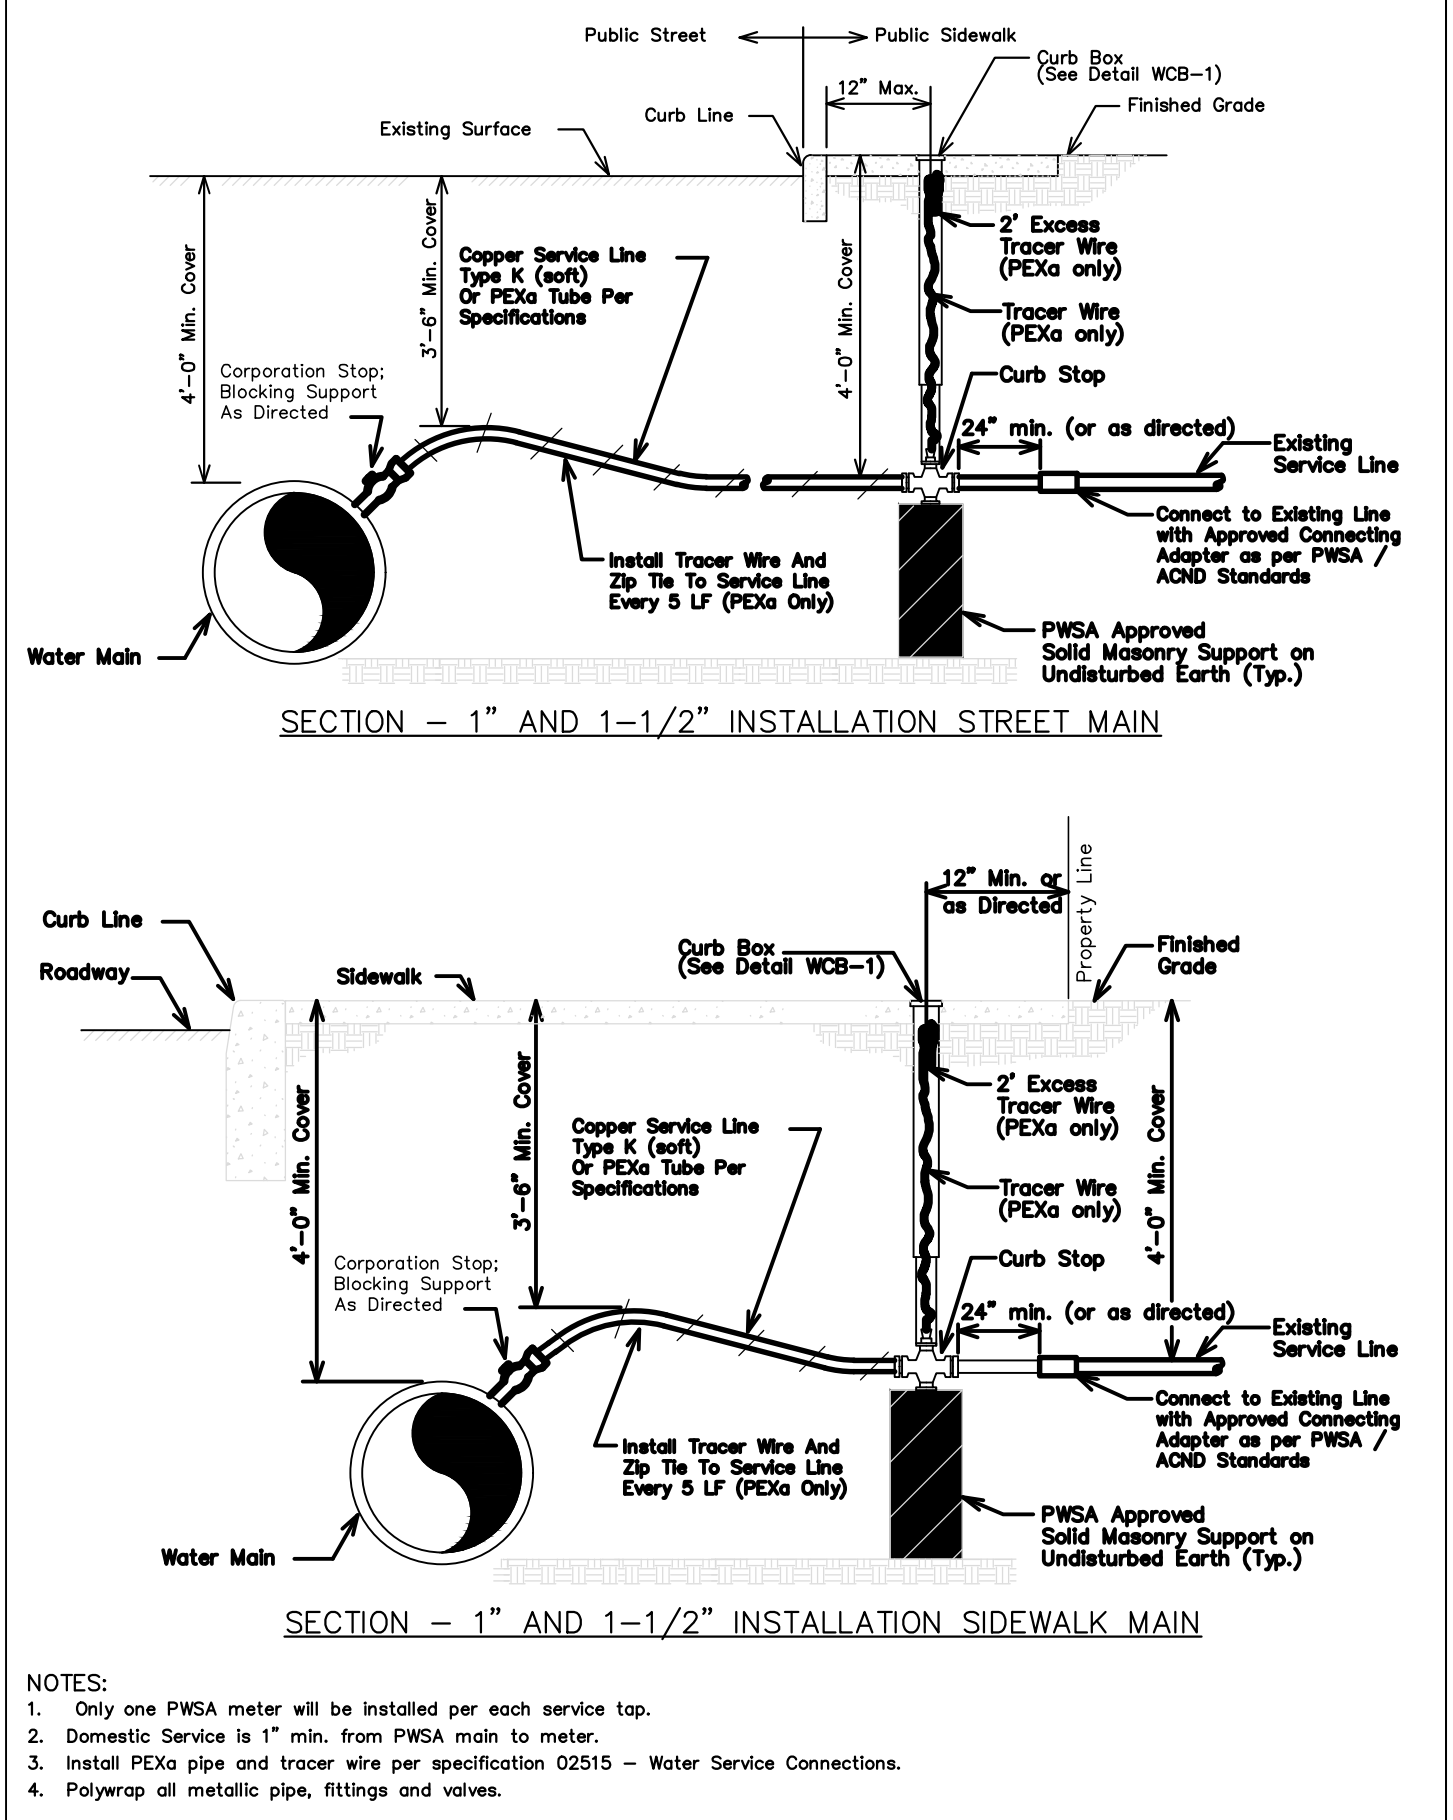 Public Street
Public Sidewalk
Curb Box
(See Detail WCB-1)
12" Max.
Finished Grade
Curb Line
Existing Surface
4'-0" Min. Cover
3'-6" Min. Cover
Copper Service Line
Type K (soft)
Or PEXa Tube Per
Specifications
4'-0" Min. Cover
2' Excess
Tracer Wire
(PEXa only)
Tracer Wire
(PEXa only)
Corporation Stop;
Blocking Support
As Directed
Curb Stop
24" min. (or as directed)
Existing
Service Line
Connect to Existing Line
with Approved Connecting
Adapter as per PWSA /
ACND Standards
Install Tracer Wire And
Zip Tie To Service Line
Every 5 LF (PEXa Only)
Water Main
PWSA Approved
Solid Masonry Support on
Undisturbed Earth (Typ.)
SECTION - 1" AND 1-1/2" INSTALLATION STREET MAIN
12" Min. or
as Directed
Property Line
Curb Line
Roadway
Sidewalk
Curb Box
(See Detail WCB-1)
Finished
Grade
4'-0" Min. Cover
3'-6" Min. Cover
Copper Service Line
Type K (soft)
Or PEXa Tube Per
Specifications
2' Excess
Tracer Wire
(PEXa only)
Tracer Wire
(PEXa only)
4'-0" Min. Cover
Corporation Stop;
Blocking Support
As Directed
Curb Stop
24" min. (or as directed)
Existing
Service Line
Connect to Existing Line
with Approved Connecting
Adapter as per PWSA /
ACND Standards
Install Tracer Wire And
Zip Tie To Service Line
Every 5 LF (PEXa Only)
Water Main
PWSA Approved
Solid Masonry Support on
Undisturbed Earth (Typ.)
SECTION - 1" AND 1-1/2" INSTALLATION SIDEWALK MAIN
NOTES:
1. Only one PWSA meter will be installed per each service tap.
2. Domestic Service is 1" min. from PWSA main to meter.
3. Install PEXa pipe and tracer wire per specification 02515 - Water Service Connections.
4. Polywrap all metallic pipe, fittings and valves.